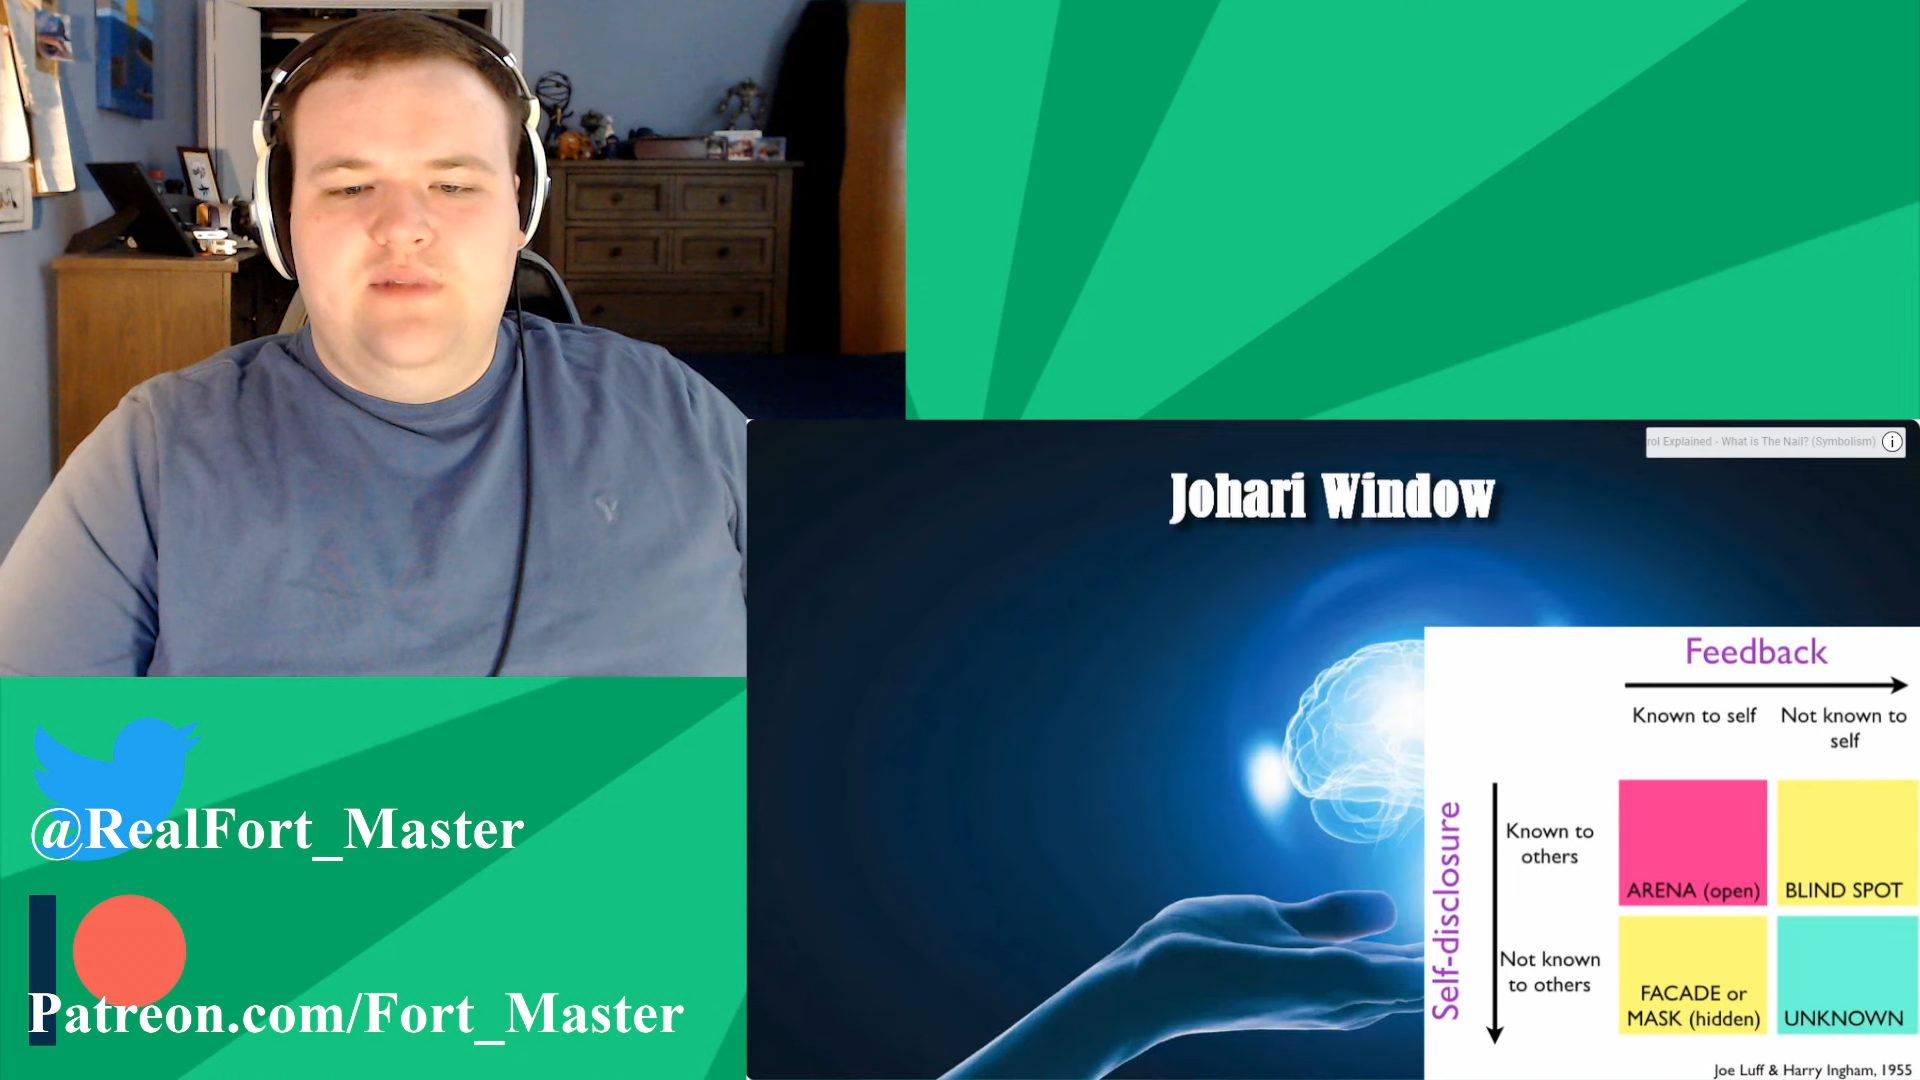 rol Explained - What is The Nail? (Symbolism)
Johari Window
Feedback
Known to self
Not known to
self
Self-disclosure
Known to
others
ARENA (open)
BLIND SPOT
Not known
to others
FACADE or
MASK (hidden)
UNKNOWN
Joe Luff & Harry Ingham, 1955
@RealFort_Master
Patreon.com/Fort_Master